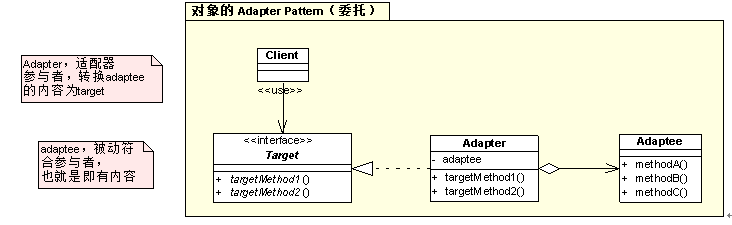 对象的 Adapter Pattern（委托）
Adapter，适配器
参与者，转换adaptee
的内容为target
adaptee，被动符
合参与者，
也就是即有内容
Client
<<use>>
<<interface>>
Target
+ targetMethod1()
+ targetMethod2()
Adapter
- adaptee
+ targetMethod1()
+ targetMethod2()
Adaptee
+ methodA()
+ methodB()
+ methodC()